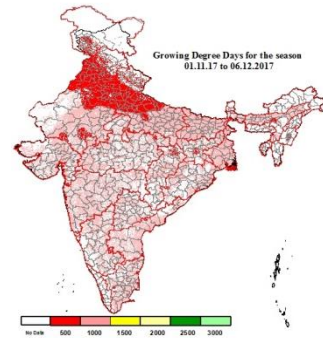 Growing Degree Days for the season
01.11.17 to 06.12.2017
No Data 500 1000 1500 2000 2500 3000